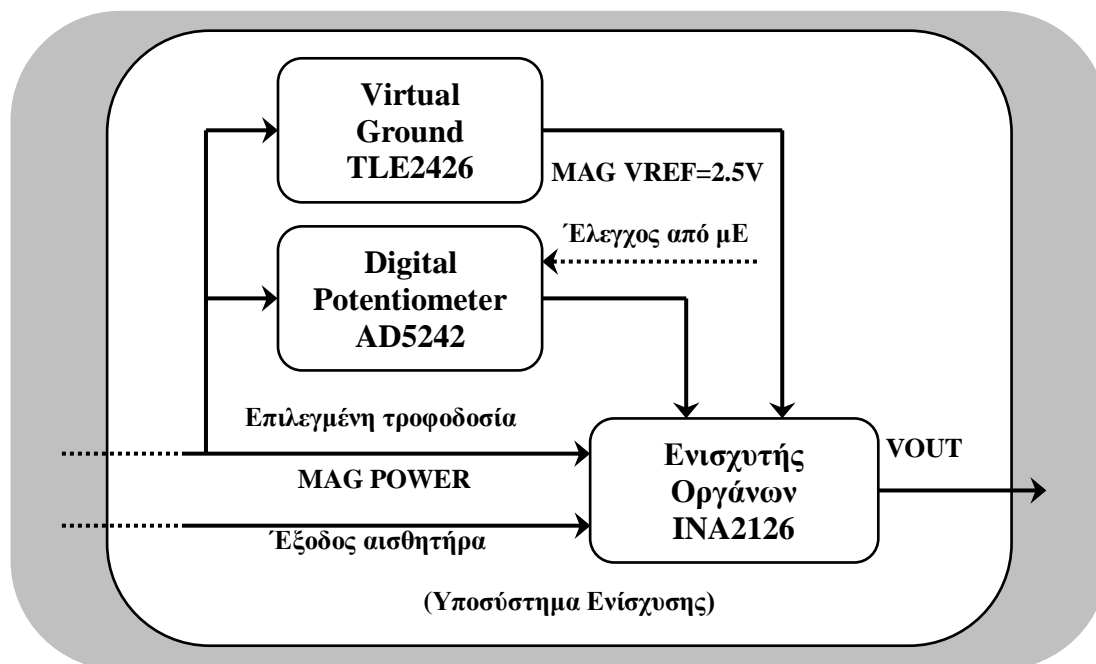 Virtual
Ground
TLE2426
MAG VREF=2.5V
Έλεγχος από μΕ
Digital
Potentiometer
AD5242
Επιλεγμένη τροφοδοσία
MAG POWER
Ενισχυτής
Οργάνων
INA2126
VOUT
Έξοδος αισθητήρα
(Υποσύστημα Ενίσχυσης)